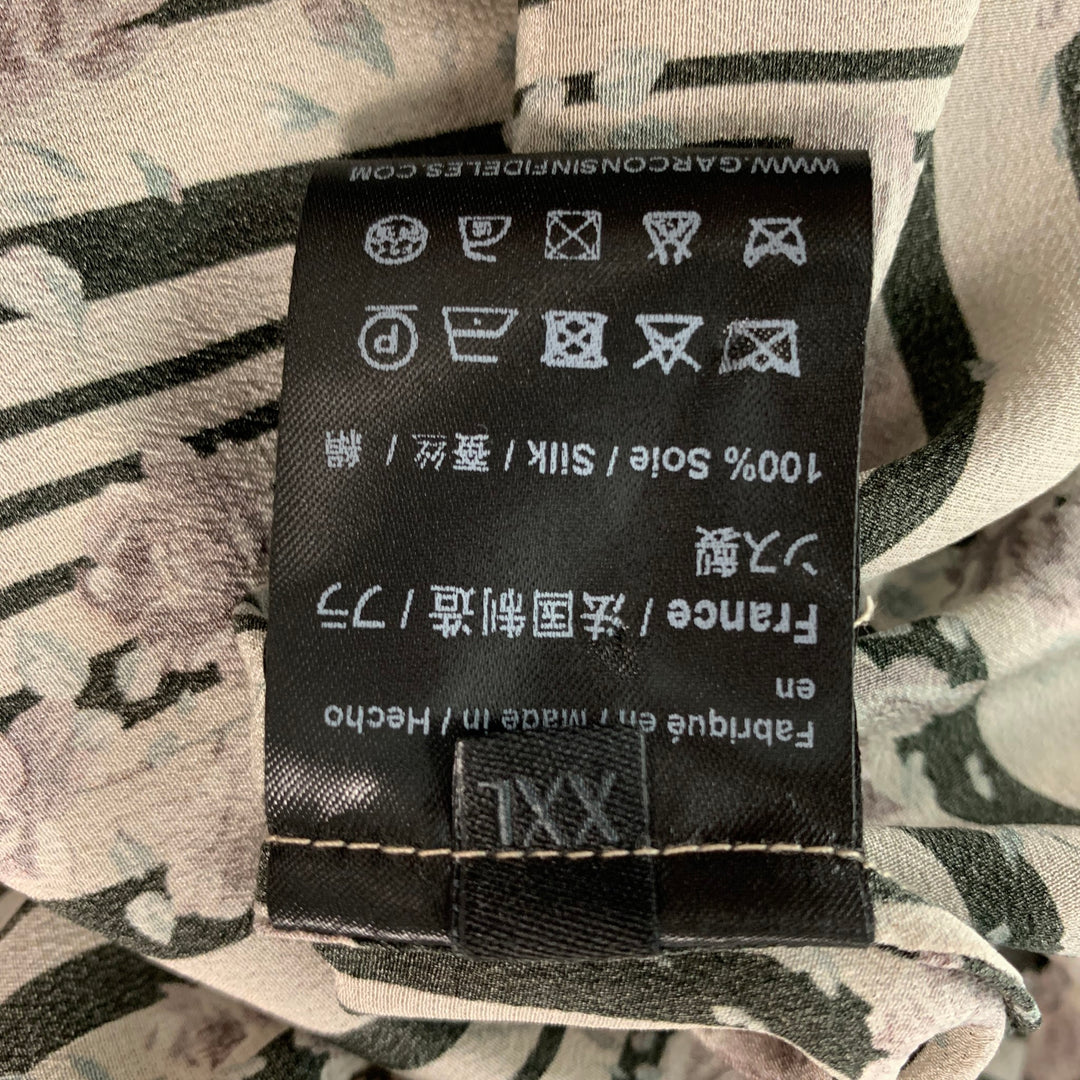 XXL
Fabriqué en / Made in / Hecho
en
France / 法国制造 / フラ
ンス製
100% Soie / Silk / 蚕丝 / 絹
P
WWW.GARCONSINFIDELES.COM